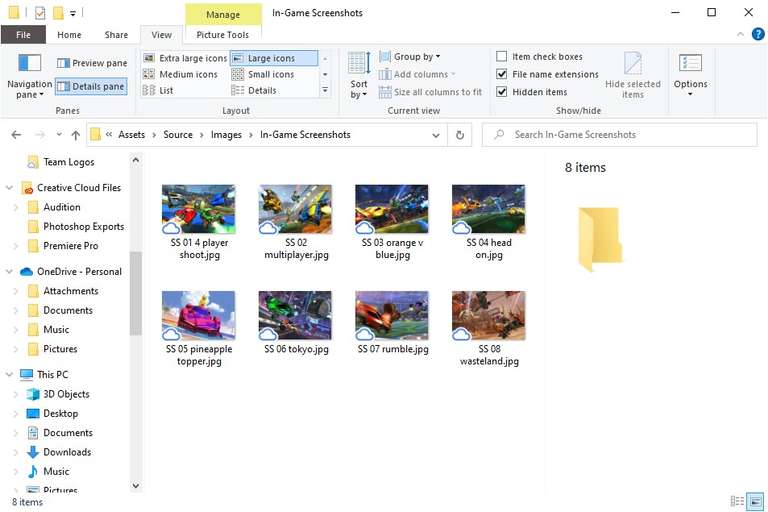 Manage
In-Game Screenshots
File
Home
Share
View
Picture Tools
Navigation pane
Preview pane
Details pane
Panes
Extra large icons
Large icons
Medium icons
Small icons
List
Details
Layout
Sort by
Group by
Add columns
Size all columns to fit
Current view
Item check boxes
File name extensions
Hidden items
Hide selected items
Show/hide
Options
Assets
Source
Images
In-Game Screenshots
Search In-Game Screenshots
Team Logos
Creative Cloud Files
Audition
Photoshop Exports
Premiere Pro
OneDrive - Personal
Attachments
Documents
Music
Pictures
This PC
3D Objects
Desktop
Documents
Downloads
Music
Pictures
SS 01 4 player
shoot.jpg
SS 02
multiplayer.jpg
SS 03 orange v
blue.jpg
SS 04 head
on.jpg
SS 05 pineapple
topper.jpg
SS 06 tokyo.jpg
SS 07 rumble.jpg
SS 08
wasteland.jpg
8 items
8 items